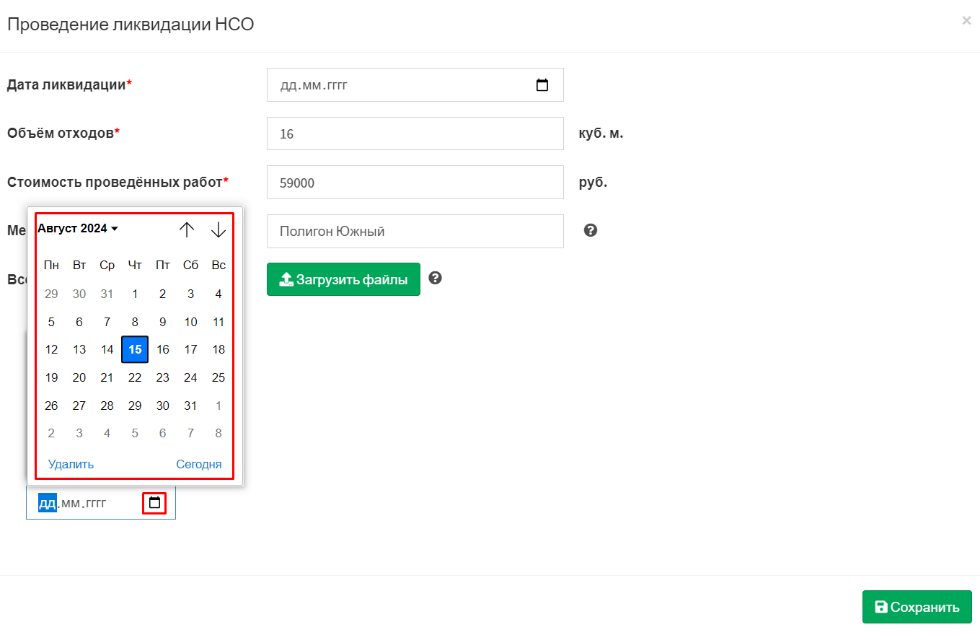 Проведение ликвидации НСО
×
Дата ликвидации*
дд.мм.гггг
Объём отходов*
16
куб. м.
Стоимость проведённых работ*
59000
руб.
Ме
Полигон Южный
?
Вс
Загрузить файлы
?
Август 2024
Пн Вт Ср Чт Пт Сб Вс
29 30 31 1 2 3 4
5 6 7 8 9 10 11
12 13 14 15 16 17 18
19 20 21 22 23 24 25
26 27 28 29 30 31 1
2 3 4 5 6 7 8
Удалить Сегодня
дд.мм.гггг
Сохранить